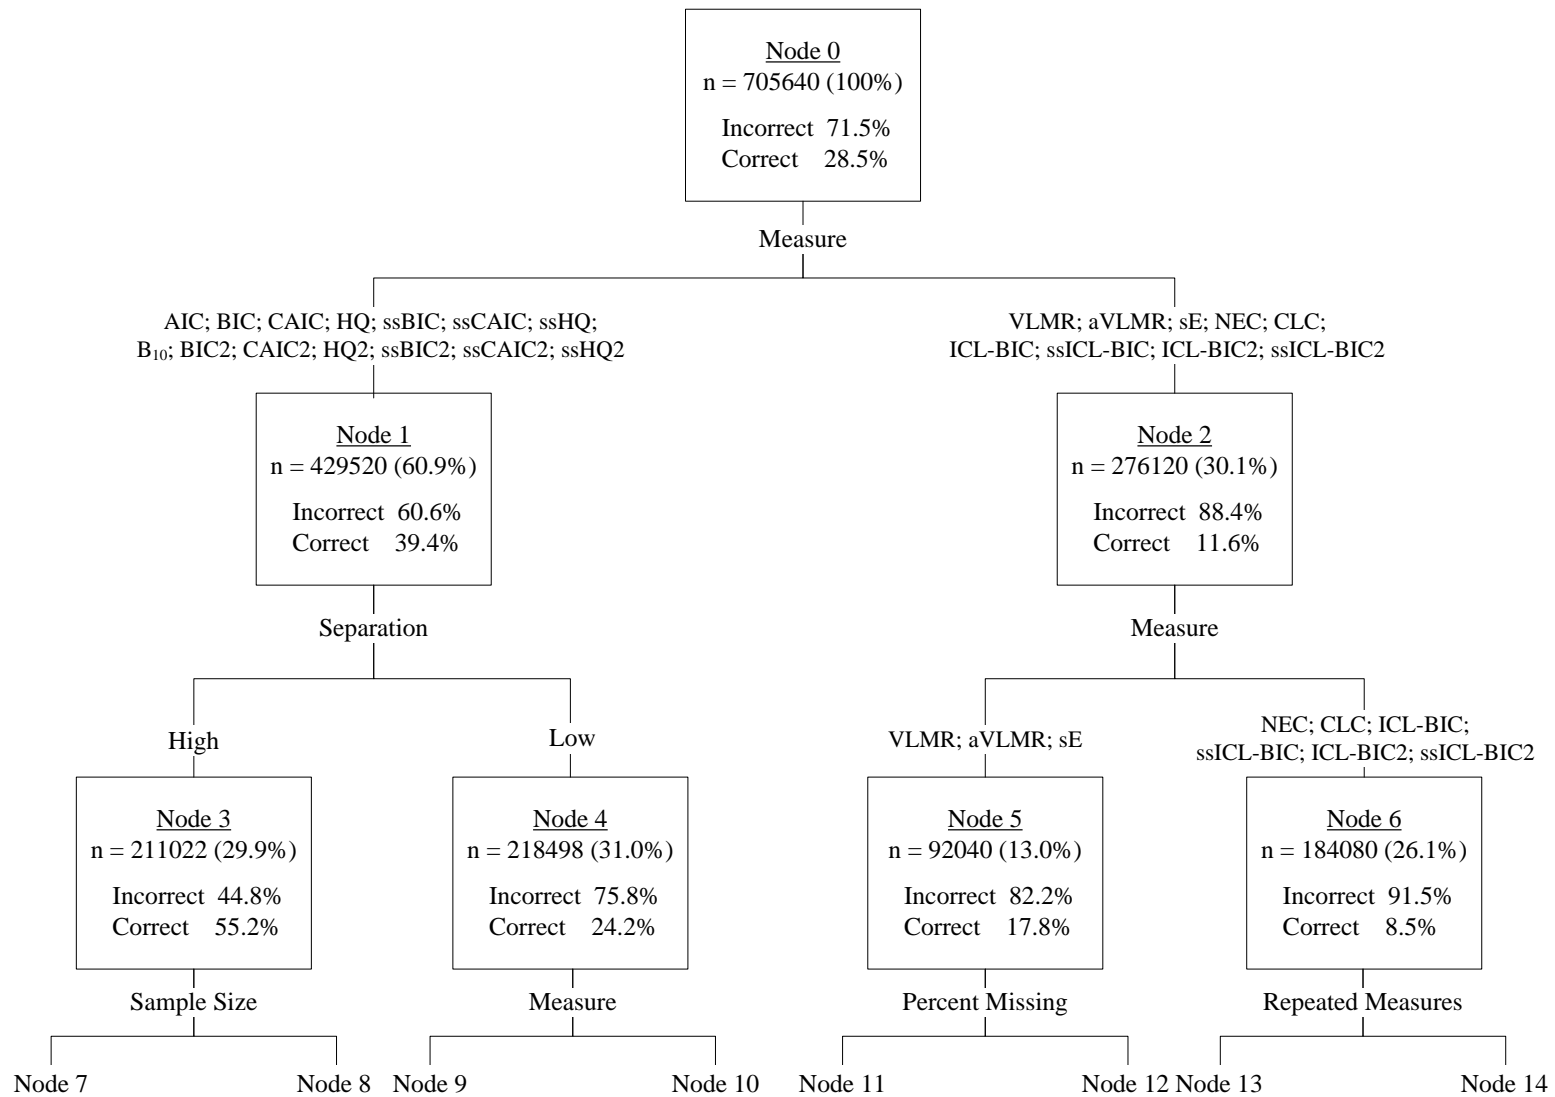 Node 0
n = 705640 (100%)
Incorrect 71.5%
Correct 28.5%
Measure
AIC; BIC; CAIC; HQ; ssBIC; ssCAIC; ssHQ;
B₁₀; BIC2; CAIC2; HQ2; ssBIC2; ssCAIC2; ssHQ2
VLMR; aVLMR; sE; NEC; CLC;
ICL-BIC; ssICL-BIC; ICL-BIC2; ssICL-BIC2
Node 1
n = 429520 (60.9%)
Incorrect 60.6%
Correct 39.4%
Node 2
n = 276120 (30.1%)
Incorrect 88.4%
Correct 11.6%
Separation
Measure
High
Low
VLMR; aVLMR; sE
NEC; CLC; ICL-BIC;
ssICL-BIC; ICL-BIC2; ssICL-BIC2
Node 3
n = 211022 (29.9%)
Incorrect 44.8%
Correct 55.2%
Node 4
n = 218498 (31.0%)
Incorrect 75.8%
Correct 24.2%
Node 5
n = 92040 (13.0%)
Incorrect 82.2%
Correct 17.8%
Node 6
n = 184080 (26.1%)
Incorrect 91.5%
Correct 8.5%
Sample Size
Measure
Percent Missing
Repeated Measures
Node 7
Node 8
Node 9
Node 10
Node 11
Node 12
Node 13
Node 14